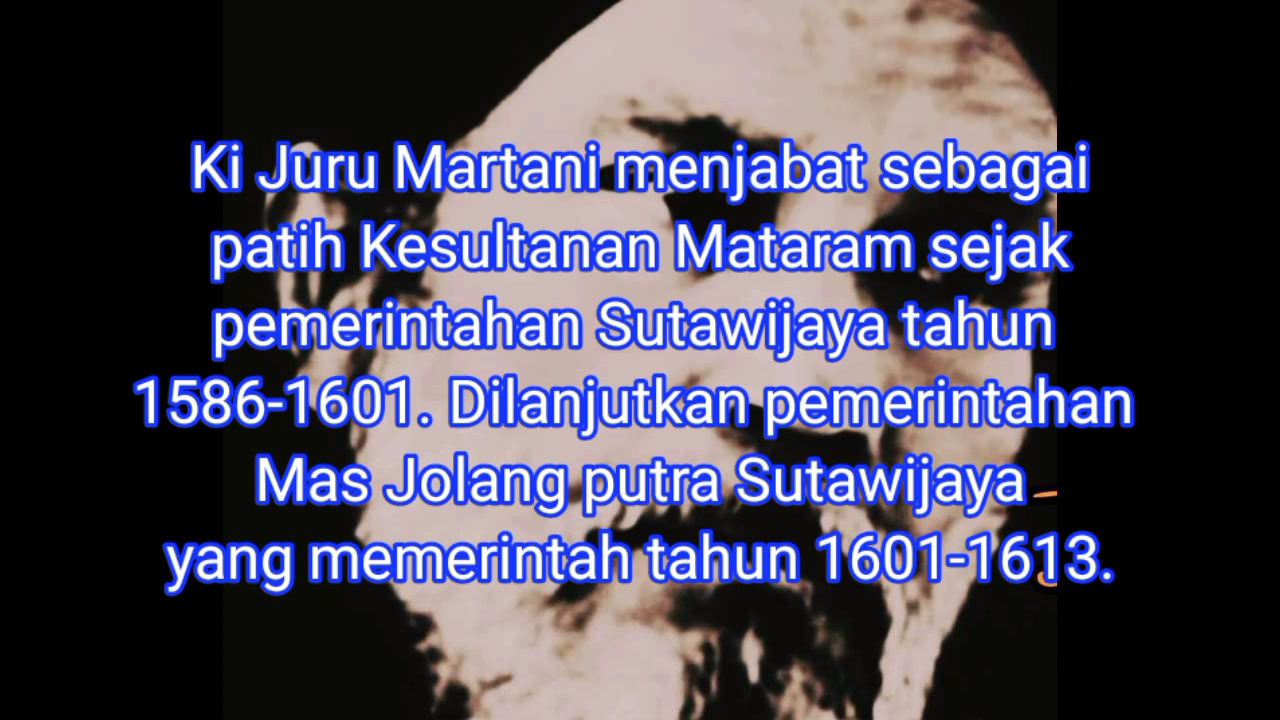 Ki Juru Martani menjabat sebagai
patih Kesultanan Mataram sejak
pemerintahan Sutawijaya tahun
1586-1601. Dilanjutkan pemerintahan
Mas Jolang putra Sutawijaya
yang memerintah tahun 1601-1613.